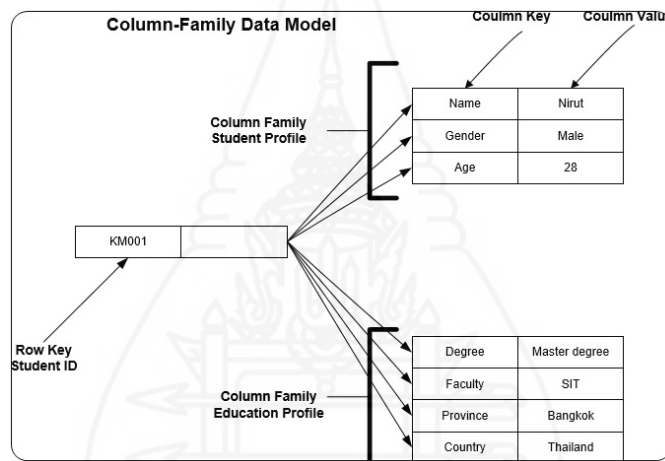 Column-Family Data Model
Coulmn Key
Coulmn Valu
Column Family
Student Profile
Name
Nirut
Gender
Male
Age
28
KM001
Row Key
Student ID
Column Family
Education Profile
Degree
Master degree
Faculty
SIT
Province
Bangkok
Country
Thailand